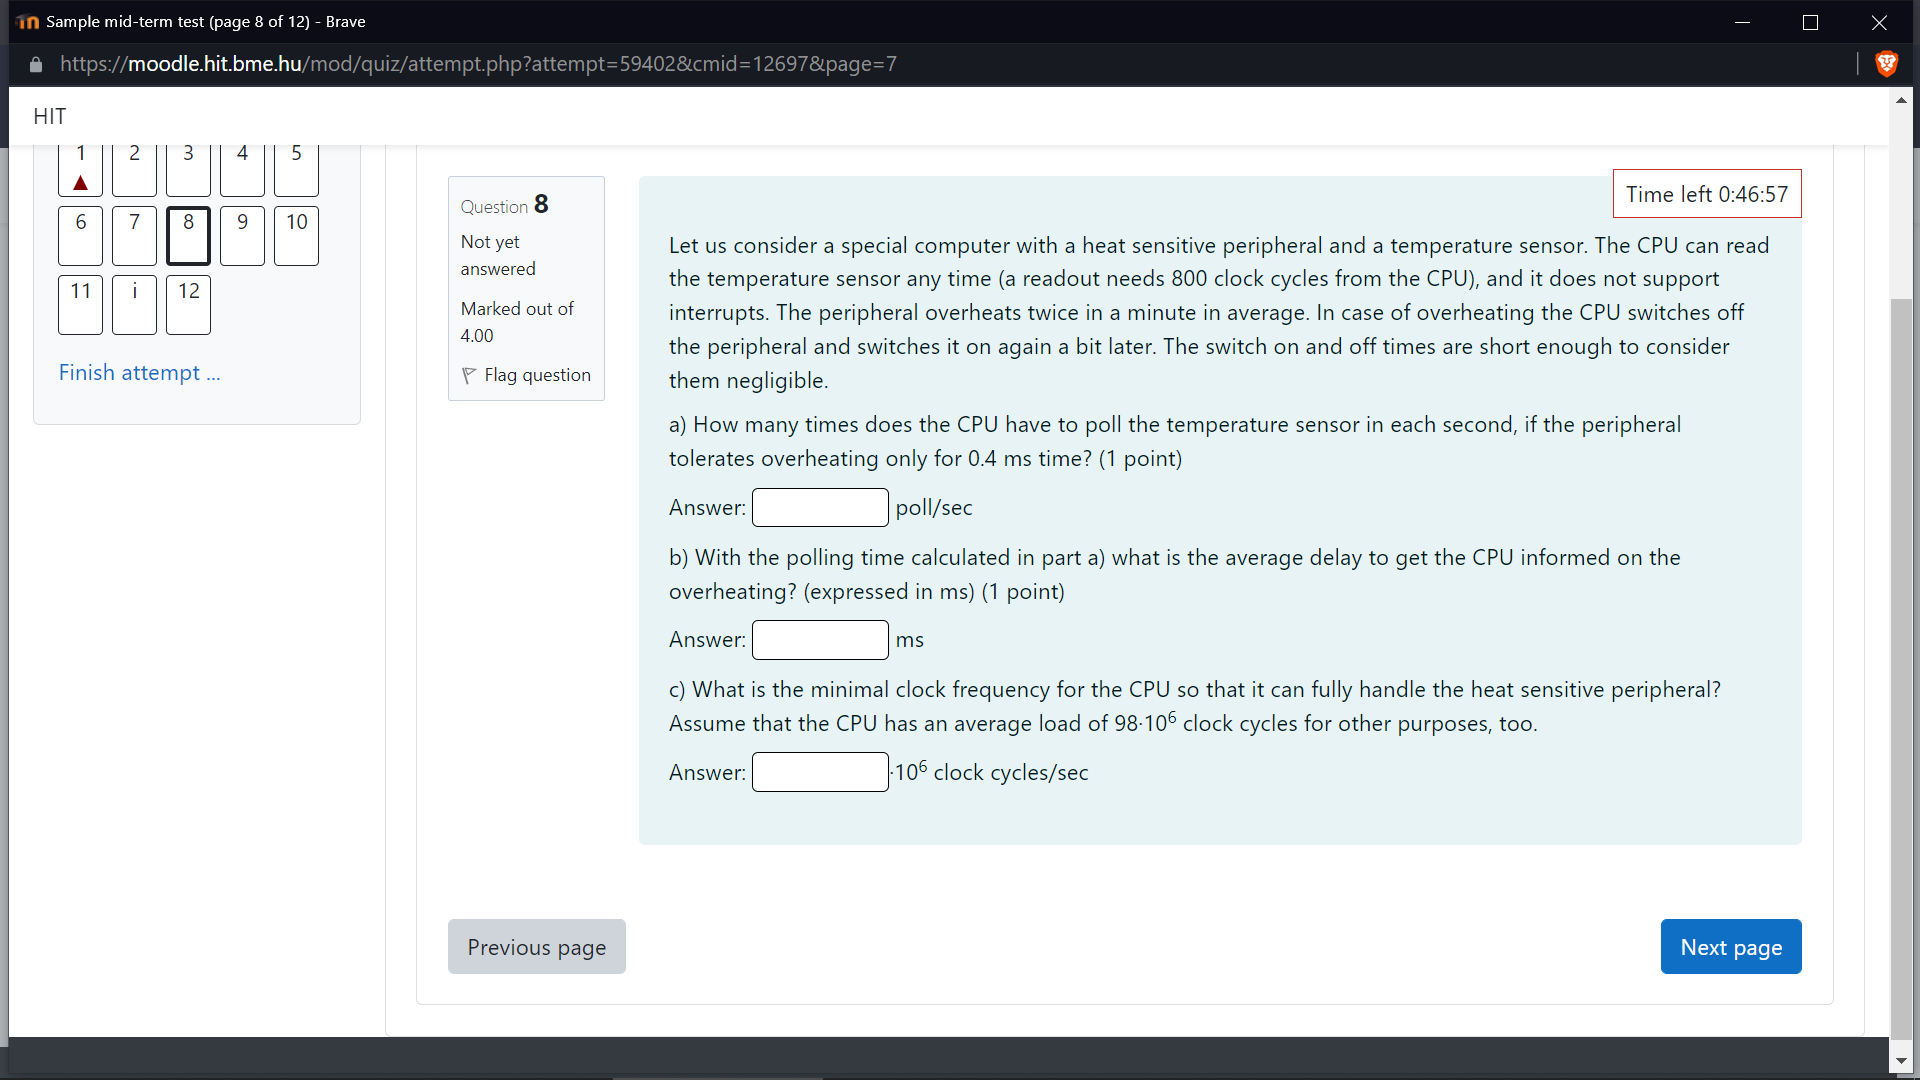 Sample mid-term test (page 8 of 12) - Brave
https://moodle.hit.bme.hu/mod/quiz/attempt.php?attempt=59402&cmid=12697&page=7
HIT
1 2 3 4 5
6 7 8 9 10
11 i 12
Finish attempt ...
Question 8
Not yet
answered
Marked out of
4.00
Flag question
Time left 0:46:57
Let us consider a special computer with a heat sensitive peripheral and a temperature sensor. The CPU can read
the temperature sensor any time (a readout needs 800 clock cycles from the CPU), and it does not support
interrupts. The peripheral overheats twice in a minute in average. In case of overheating the CPU switches off
the peripheral and switches it on again a bit later. The switch on and off times are short enough to consider
them negligible.
a) How many times does the CPU have to poll the temperature sensor in each second, if the peripheral
tolerates overheating only for 0.4 ms time? (1 point)
Answer: poll/sec
b) With the polling time calculated in part a) what is the average delay to get the CPU informed on the
overheating? (expressed in ms) (1 point)
Answer: ms
c) What is the minimal clock frequency for the CPU so that it can fully handle the heat sensitive peripheral?
Assume that the CPU has an average load of 98·10⁶ clock cycles for other purposes, too.
Answer: ·10⁶ clock cycles/sec
Previous page
Next page